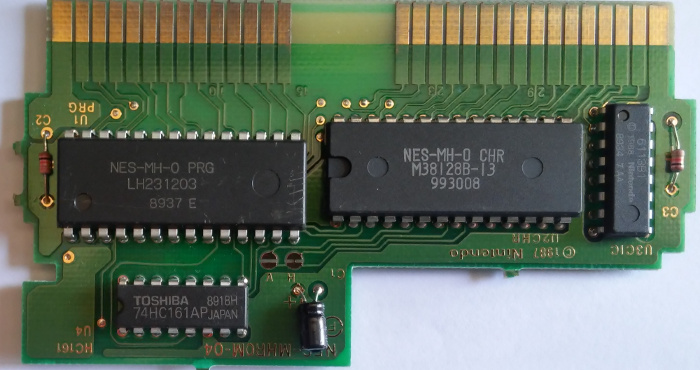 U1
PRG
C2
NES-MH-0 PRG
LH231203
8937 E
NES-MH-0 CHR
M38128B-13
993008
C3
U2CHR
U3CIC
©1987 Nintendo
C1
TOSHIBA 8918H
74HC161AP JAPAN
U4
HC161
MHROM-04